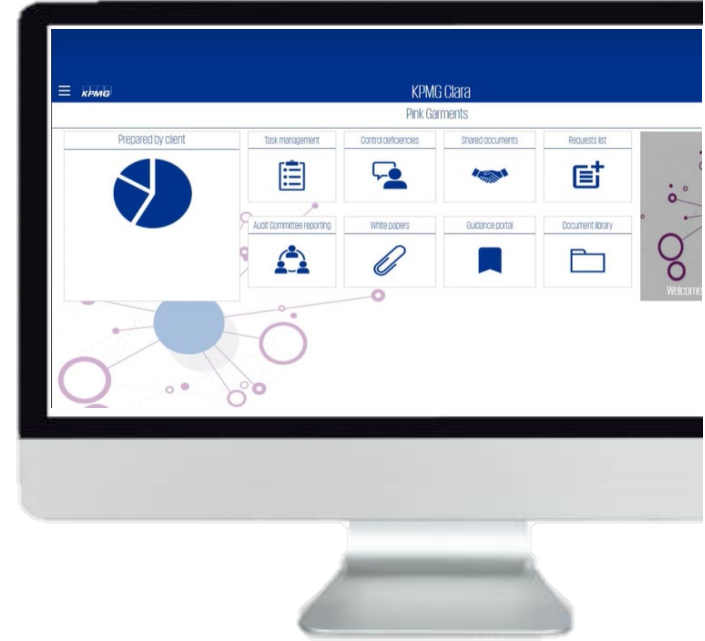 KPMG
KPMG Clara
Pink Garments
Prepared by client
Task management
Control deficiencies
Shared documents
Requests list
Audit Committee reporting
White papers
Guidance portal
Document library
Welcome